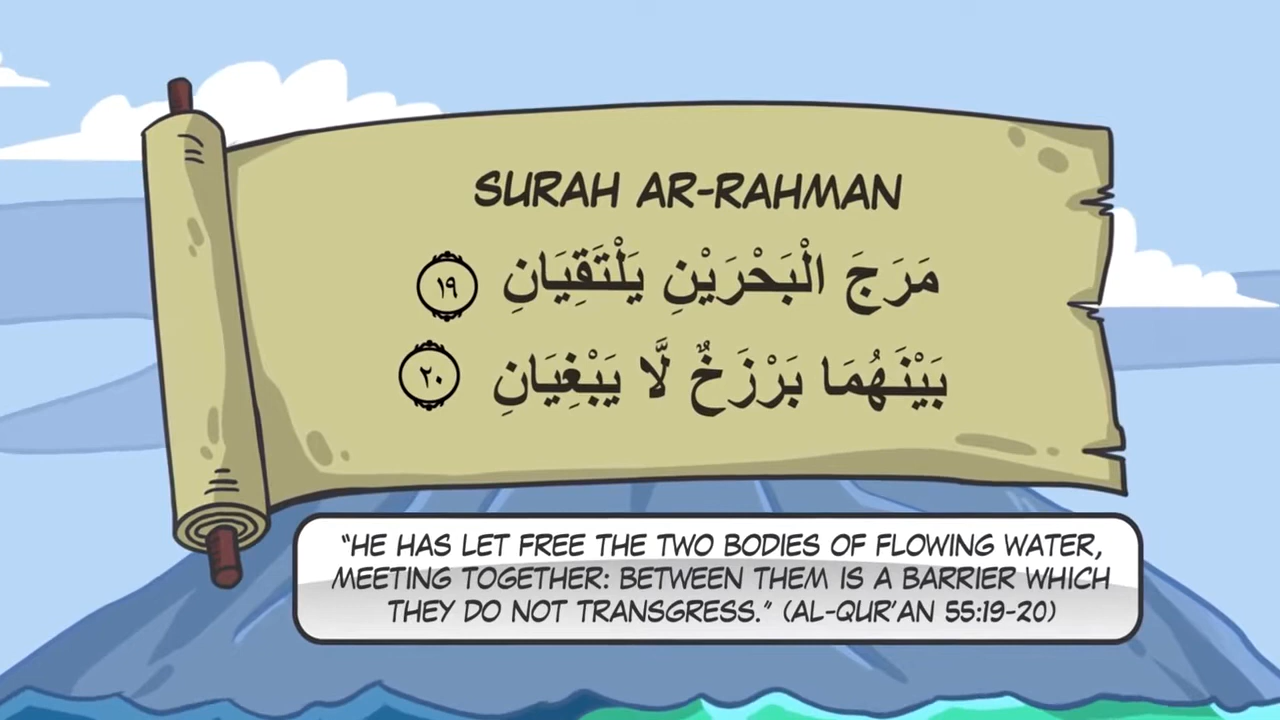 SURAH AR-RAHMAN
مَرَجَ الْبَحْرَيْنِ يَلْتَقِيَانِ ١٩
بَيْنَهُمَا بَرْزَخٌ لَّا يَبْغِيَانِ ٢٠
"HE HAS LET FREE THE TWO BODIES OF FLOWING WATER,
MEETING TOGETHER: BETWEEN THEM IS A BARRIER WHICH
THEY DO NOT TRANSGRESS." (AL-QUR'AN 55:19-20)